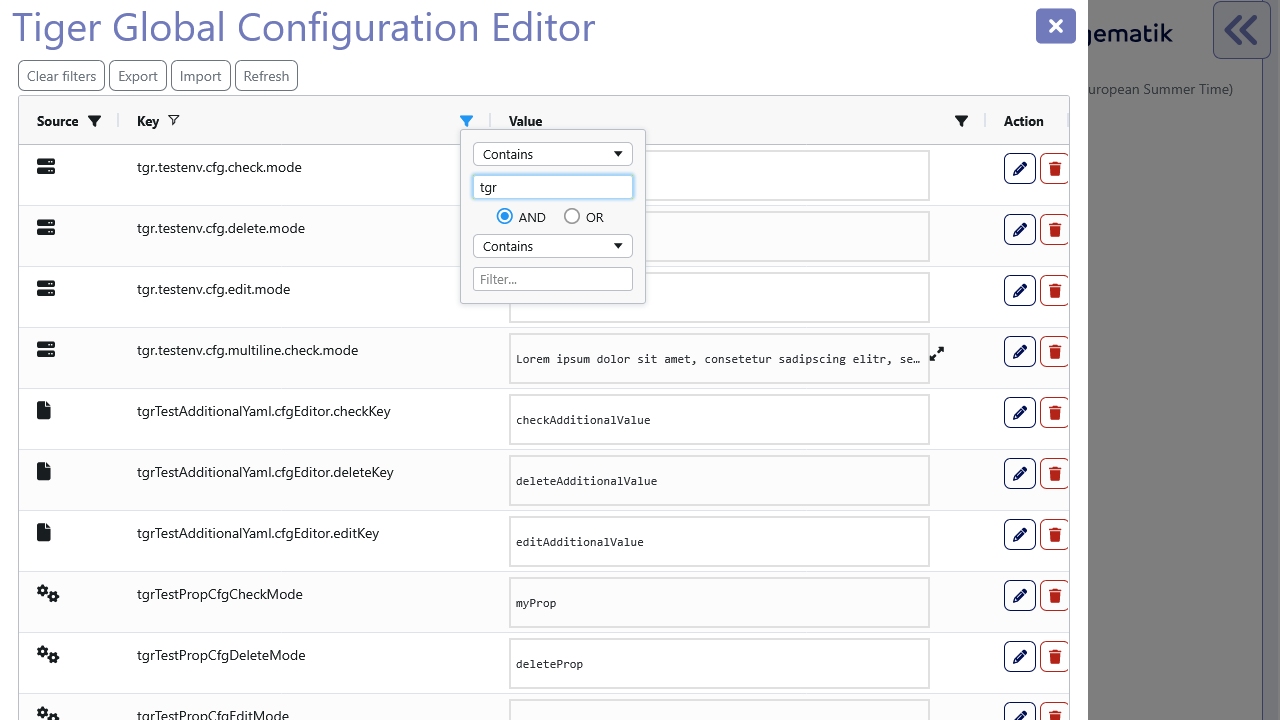 Tiger Global Configuration Editor
gematik
Clear filters Export Import Refresh
uropean Summer Time)
Source Key Value Action
Contains
tgr
AND OR
Contains
Filter...
tgr.testenv.cfg.check.mode
tgr.testenv.cfg.delete.mode
tgr.testenv.cfg.edit.mode
tgr.testenv.cfg.multiline.check.mode Lorem ipsum dolor sit amet, consetetur sadipscing elitr, se…
tgrTestAdditionalYaml.cfgEditor.checkKey checkAdditionalValue
tgrTestAdditionalYaml.cfgEditor.deleteKey deleteAdditionalValue
tgrTestAdditionalYaml.cfgEditor.editKey editAdditionalValue
tgrTestPropCfgCheckMode myProp
tgrTestPropCfgDeleteMode deleteProp
tgrTestPropCfgEditMode